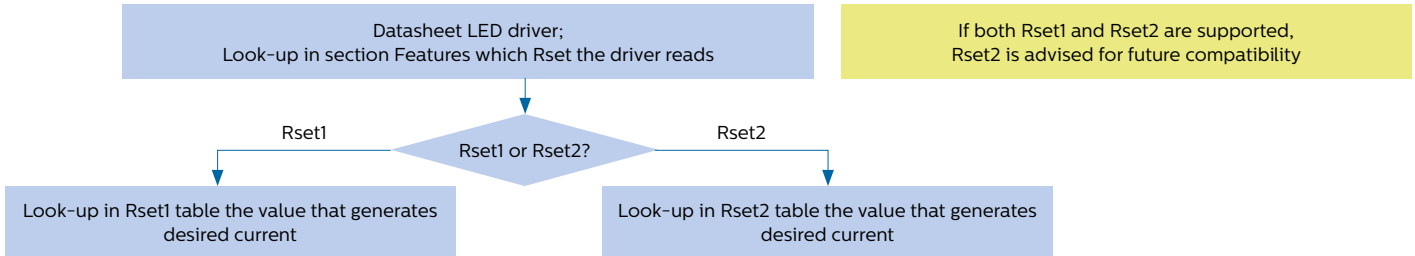 Datasheet LED driver;
Look-up in section Features which Rset the driver reads
If both Rset1 and Rset2 are supported,
Rset2 is advised for future compatibility
Rset1
Rset1 or Rset2?
Rset2
Look-up in Rset1 table the value that generates
desired current
Look-up in Rset2 table the value that generates
desired current